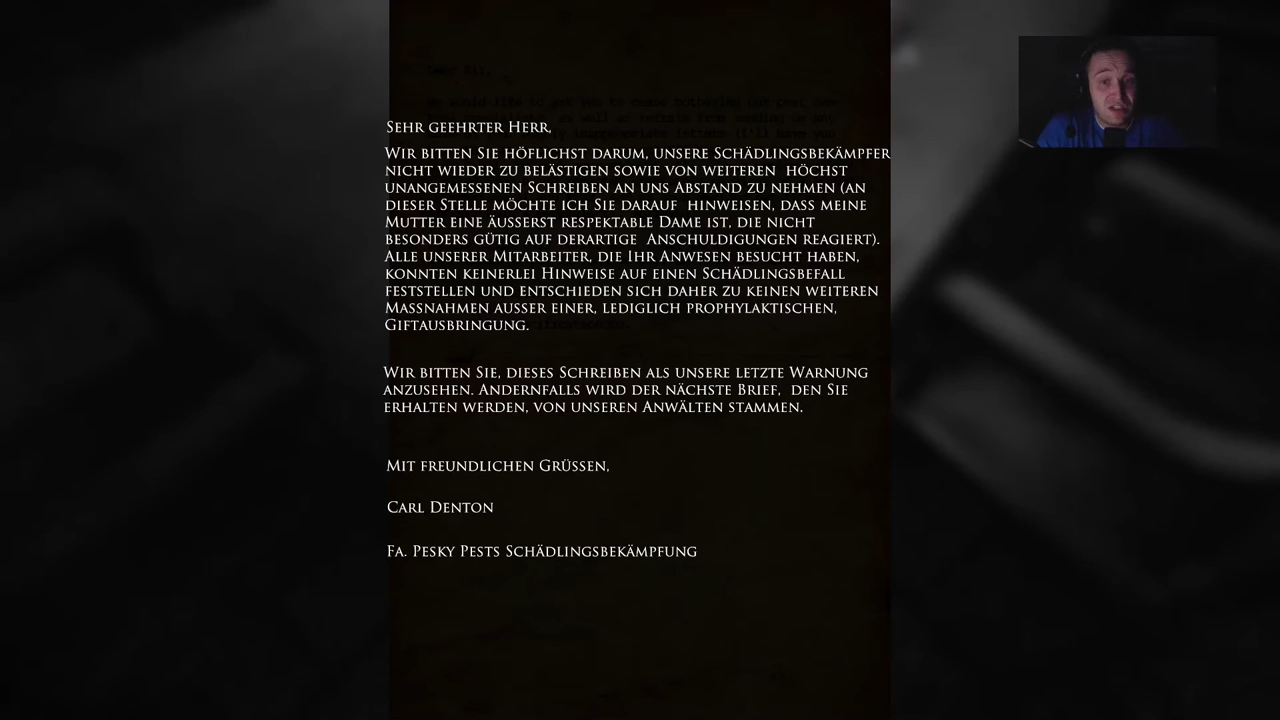 Sehr geehrter Herr,
Wir bitten Sie höflichst darum, unsere Schädlingsbekämpfer
nicht wieder zu belästigen sowie von weiteren höchst
unangemessenen Schreiben an uns Abstand zu nehmen (an
dieser Stelle möchte ich Sie darauf hinweisen, dass meine
Mutter eine äusserst respektable Dame ist, die nicht
besonders gütig auf derartige Anschuldigungen reagiert).
Alle unserer Mitarbeiter, die Ihr Anwesen besucht haben,
konnten keinerlei Hinweise auf einen Schädlingsbefall
feststellen und entschieden sich daher zu keinen weiteren
Massnahmen ausser einer, lediglich prophylaktischen,
Giftausbringung.
Wir bitten Sie, dieses Schreiben als unsere letzte Warnung
anzusehen. Andernfalls wird der nächste Brief, den Sie
erhalten werden, von unseren Anwälten stammen.
Mit freundlichen Grüssen,
Carl Denton
Fa. Pesky Pests Schädlingsbekämpfung